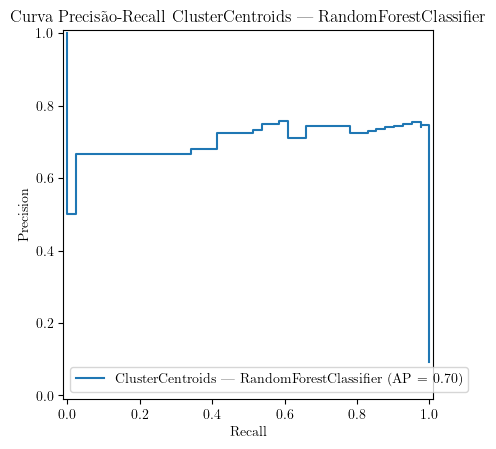 Curva Precisão-Recall ClusterCentroids — RandomForestClassifier
1.0
0.8
0.6
0.4
0.2
0.0
Precision
ClusterCentroids — RandomForestClassifier (AP = 0.70)
0.0 0.2 0.4 0.6 0.8 1.0
Recall